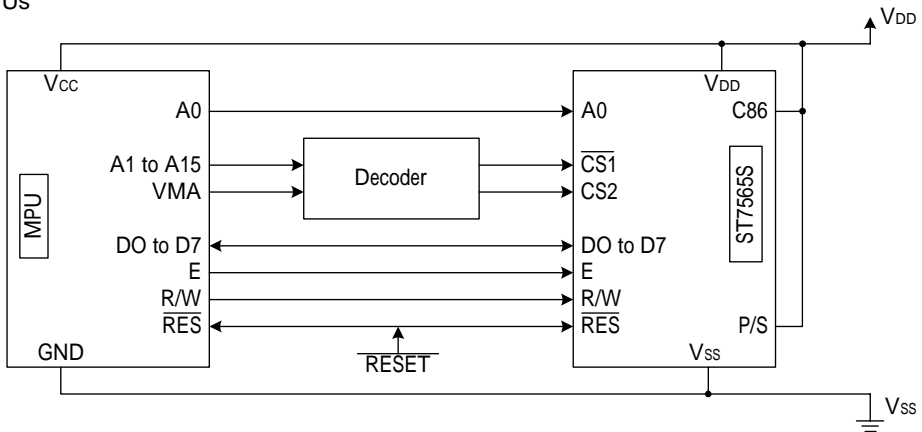 Us
VDD
VCC
VDD
A0
A0
C86
A1 to A15
Decoder
CS1
VMA
CS2
MPU
ST7565S
DO to D7
DO to D7
E
E
R/W
R/W
RES
RES
P/S
RESET
GND
VSS
VSS